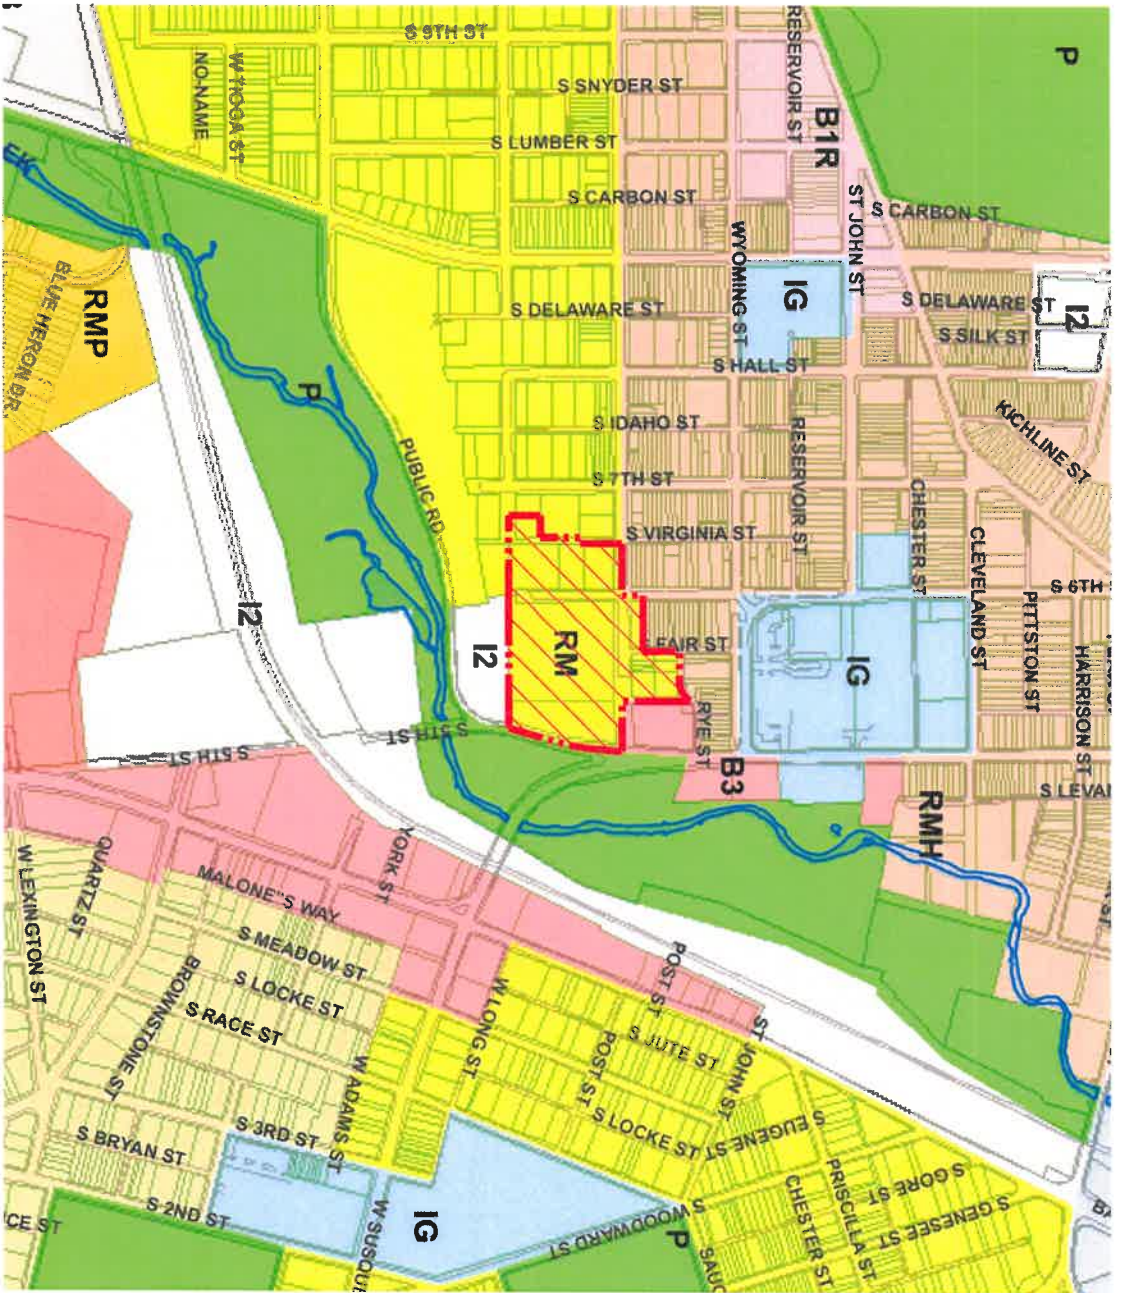 P
S 9TH ST
RESERVOIR ST
W TIOGA ST
NO-NAME
S SNYDER ST
B1R
S LUMBER ST
S CARBON ST
ST JOHN ST
S CARBON ST
EK
WYOMING ST
BLUE HERON DR
RMP
IG
S DELAWARE ST
S DELAWARE ST
I2
S SILK ST
S HALL ST
P
S IDAHO ST
RESERVOIR ST
KICHLINE ST
PUBLIC RD
S 7TH ST
CHESTER ST
S VIRGINIA ST
CLEVELAND ST
S 6TH
PITTSTON ST
I2
I2
RM
FAIR ST
IG
HARRISON ST
S 5TH ST
S 5TH ST
RYE ST
B3
S LEVAN
RMH
YORK ST
QUARTZ ST
MALONE"S WAY
W LEXINGTON ST
S MEADOW ST
POST ST
BROWNSTONE ST
S LOCKE ST
W LONG ST
S RACE ST
S JUTE ST
ST JOHN ST
POST ST
W ADAMS ST
S LOCKE ST
S EUGENE ST
S 3RD ST
S BRYAN ST
S GORE ST
PRISCILLA ST
CHESTER ST
S GENESEE ST
S 2ND ST
W SUSQUE
IG
S WOODWARD ST
P
SAUC
BA
ICE ST